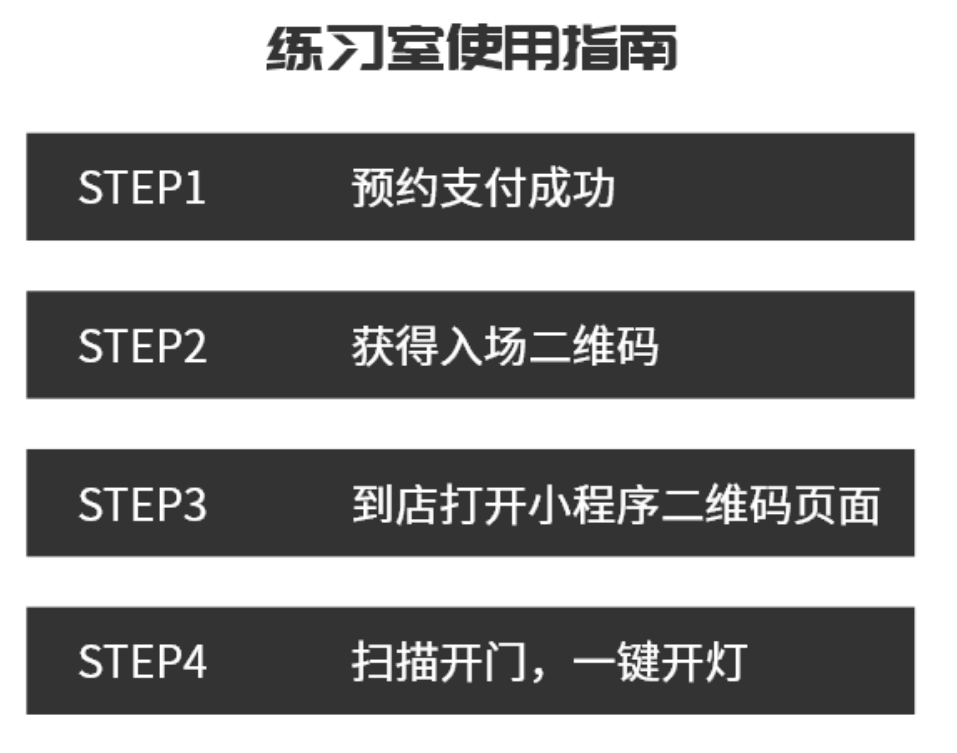 练习室使用指南
STEP1 预约支付成功
STEP2 获得入场二维码
STEP3 到店打开小程序二维码页面
STEP4 扫描开门，一键开灯